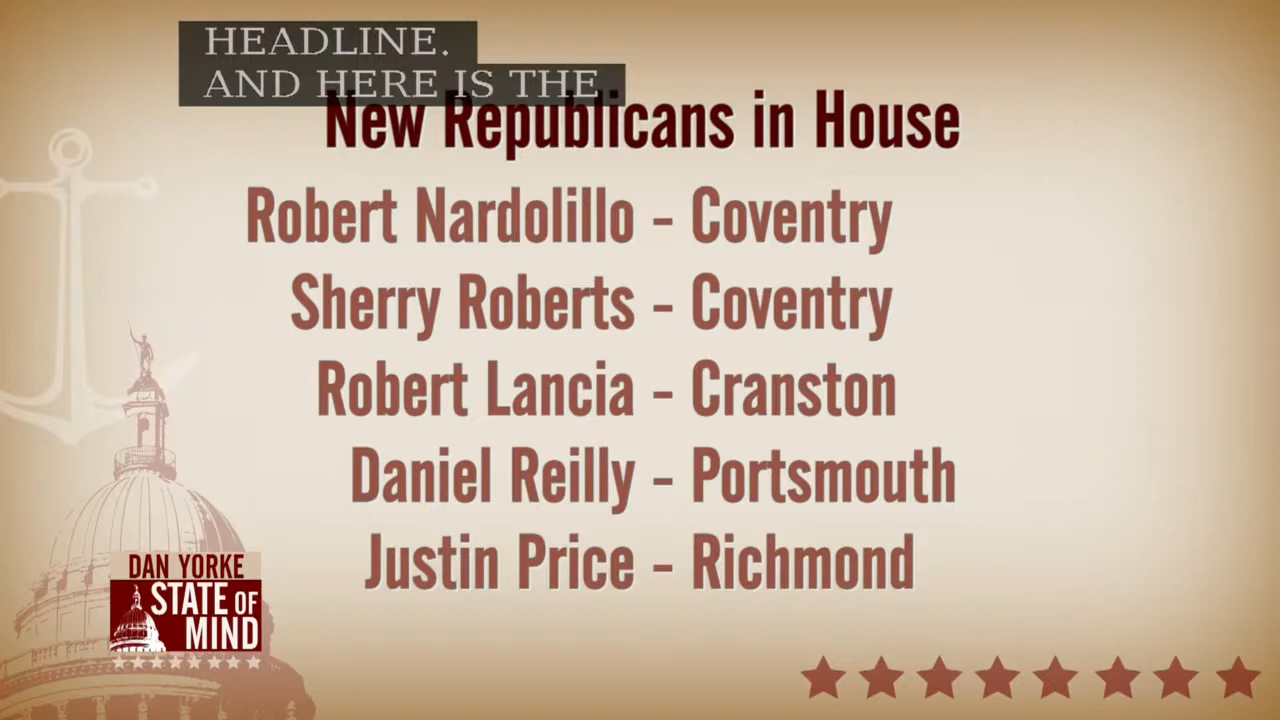 HEADLINE.
AND HERE IS THE
New Republicans in House
Robert Nardolillo - Coventry
Sherry Roberts - Coventry
Robert Lancia - Cranston
Daniel Reilly - Portsmouth
Justin Price - Richmond
DAN YORKE
STATE OF
MIND